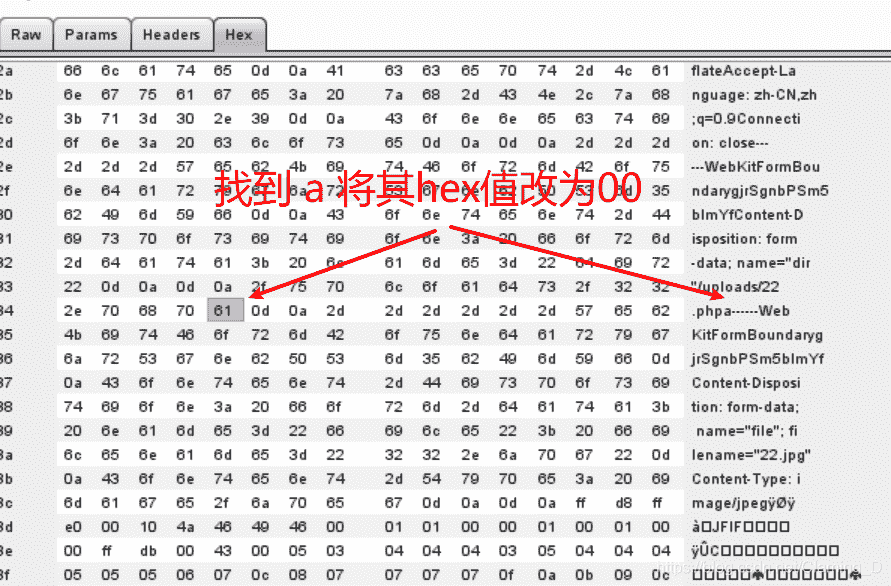 Raw Params Headers Hex
2a 66 6c 61 74 65 0d 0a 41 63 63 65 70 74 2d 4c 61 flateAccept-La
2b 6e 67 75 61 67 65 3a 20 7a 68 2d 43 4e 2c 7a 68 nguage: zh-CN,zh
2c 3b 71 3d 30 2e 39 0d 0a 43 6f 6e 6e 65 63 74 69 ;q=0.9Connecti
2d 6f 6e 3a 20 63 6c 6f 73 65 0d 0a 0d 0a 2d 2d 2d on: close---
2e 2d 2d 2d 57 65 62 4b 69 74 46 6f 72 6d 42 6f 75 ---WebKitFormBou
找到 a 将其hex值改为00
2f 6e 64 61 72 79 67 6a 72 53 67 6e 62 50 53 6d 35 ndarygjrSgnbPSm5
30 62 49 6d 59 66 0d 0a 43 6f 6e 74 65 6e 74 2d 44 bImYfContent-D
31 69 73 70 6f 73 69 74 69 6f 6e 3a 20 66 6f 72 6d isposition: form
32 2d 64 61 74 61 3b 20 6e 61 6d 65 3d 22 64 69 72 -data; name="dir
33 22 0d 0a 0d 0a 2f 75 70 6c 6f 61 64 73 2f 32 32 "/uploads/22
34 2e 70 68 70 61 0d 0a 2d 2d 2d 2d 2d 2d 57 65 62 .phpa------Web
35 4b 69 74 46 6f 72 6d 42 6f 75 6e 64 61 72 79 67 KitFormBoundaryg
36 6a 72 53 67 6e 62 50 53 6d 35 62 49 6d 59 66 0d jrSgnbPSm5bImYf
37 0a 43 6f 6e 74 65 6e 74 2d 44 69 73 70 6f 73 69 Content-Disposi
38 74 69 6f 6e 3a 20 66 6f 72 6d 2d 64 61 74 61 3b tion: form-data;
39 20 6e 61 6d 65 3d 22 66 69 6c 65 22 3b 20 66 69 name="file"; fi
3a 6c 65 6e 61 6d 65 3d 22 32 32 2e 6a 70 67 22 0d lename="22.jpg"
3b 0a 43 6f 6e 74 65 6e 74 2d 54 79 70 65 3a 20 69 Content-Type: i
3c 6d 61 67 65 2f 6a 70 65 67 0d 0a 0d 0a ff d8 ff mage/jpegÿØÿ
3d e0 00 10 4a 46 49 46 00 01 01 00 00 01 00 01 00 à□JFIF□□□□
3e 00 ff db 00 43 00 05 03 04 04 04 03 05 04 04 04 ÿÛC□□□□□□□□□□
3f 05 05 05 06 07 0c 08 07 07 07 07 0f 0a 0b 09 0c